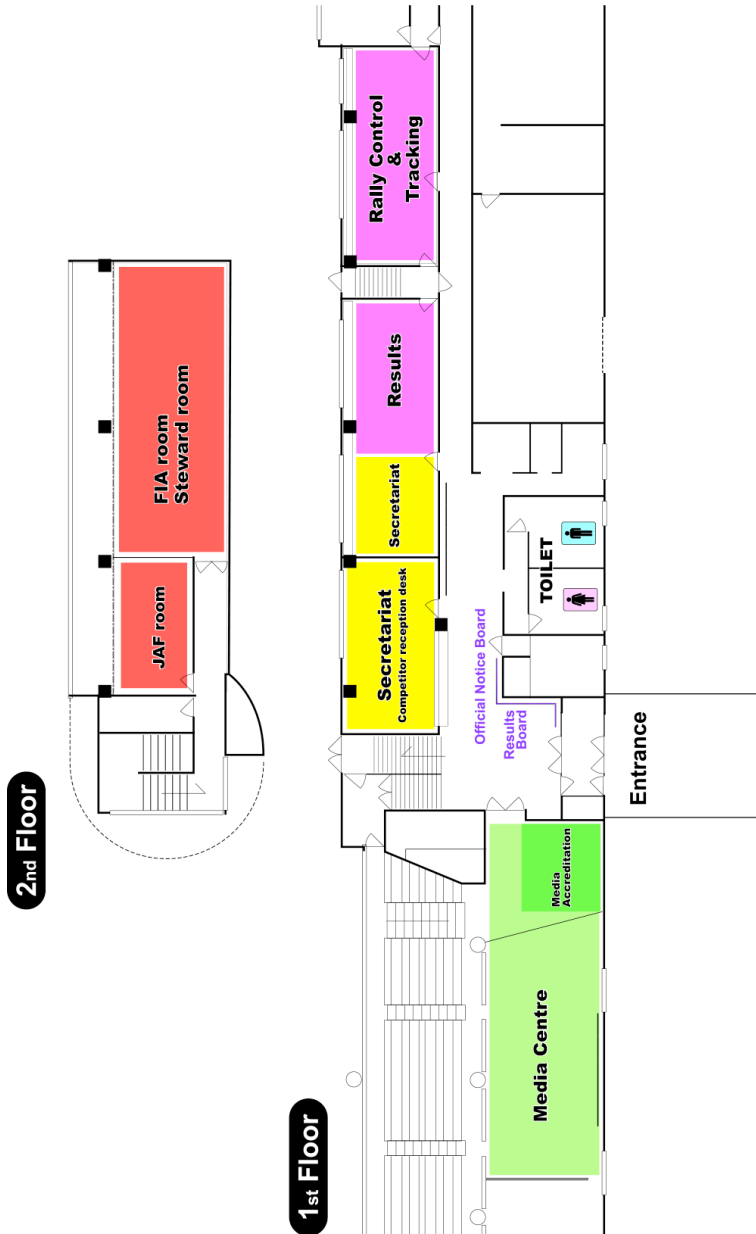 2nd Floor
JAF room
FIA room
Steward room
1st Floor
Media Centre
Media
Accreditation
Entrance
Secretariat
Competitor reception desk
Secretariat
Results
Rally Control
&
Tracking
Official Notice Board
Results
Board
TOILET